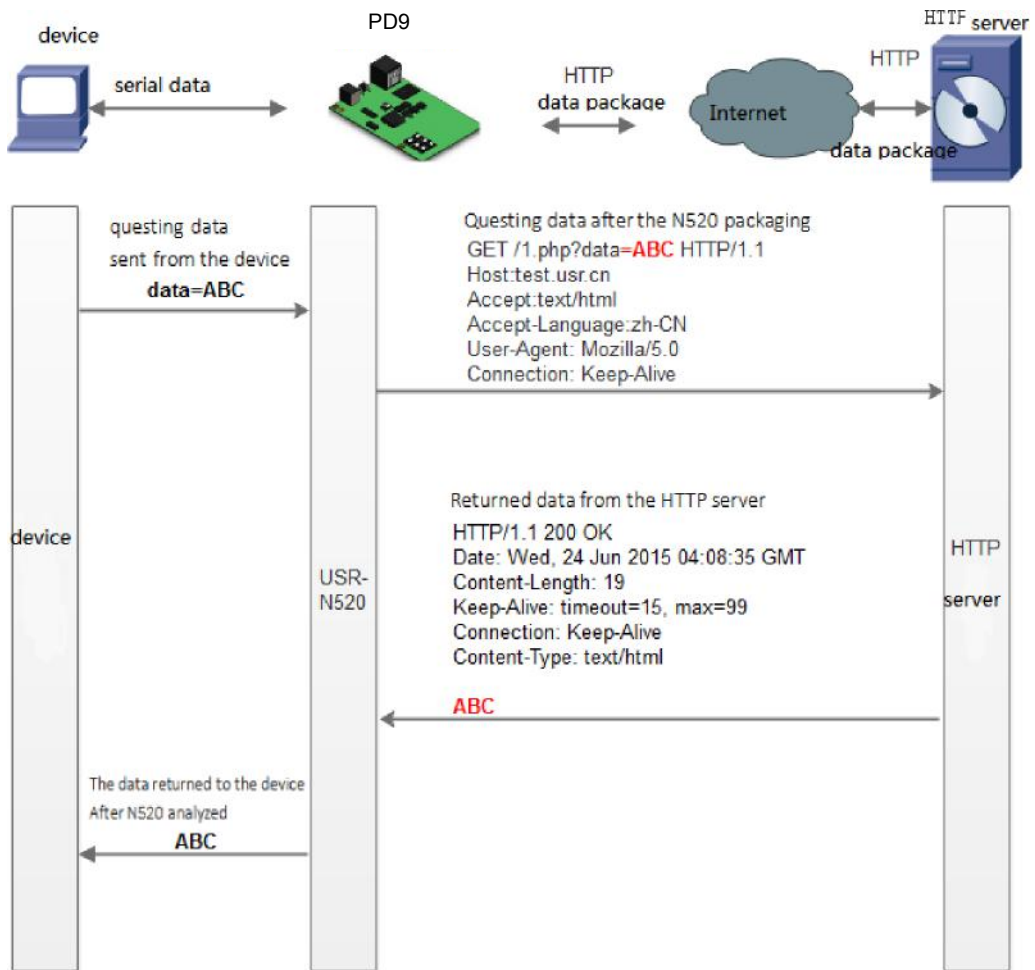 PD9
HTTF server
device
serial data
HTTP
data package
Internet
HTTP
data package
questing data
sent from the device
data=ABC
Questing data after the N520 packaging
GET /1.php?data=ABC HTTP/1.1
Host:test.usr.cn
Accept:text/html
Accept-Language:zh-CN
User-Agent: Mozilla/5.0
Connection: Keep-Alive
Returned data from the HTTP server
HTTP/1.1 200 OK
Date: Wed, 24 Jun 2015 04:08:35 GMT
Content-Length: 19
Keep-Alive: timeout=15, max=99
Connection: Keep-Alive
Content-Type: text/html
ABC
device
USR-
N520
HTTP
server
The data returned to the device
After N520 analyzed
ABC